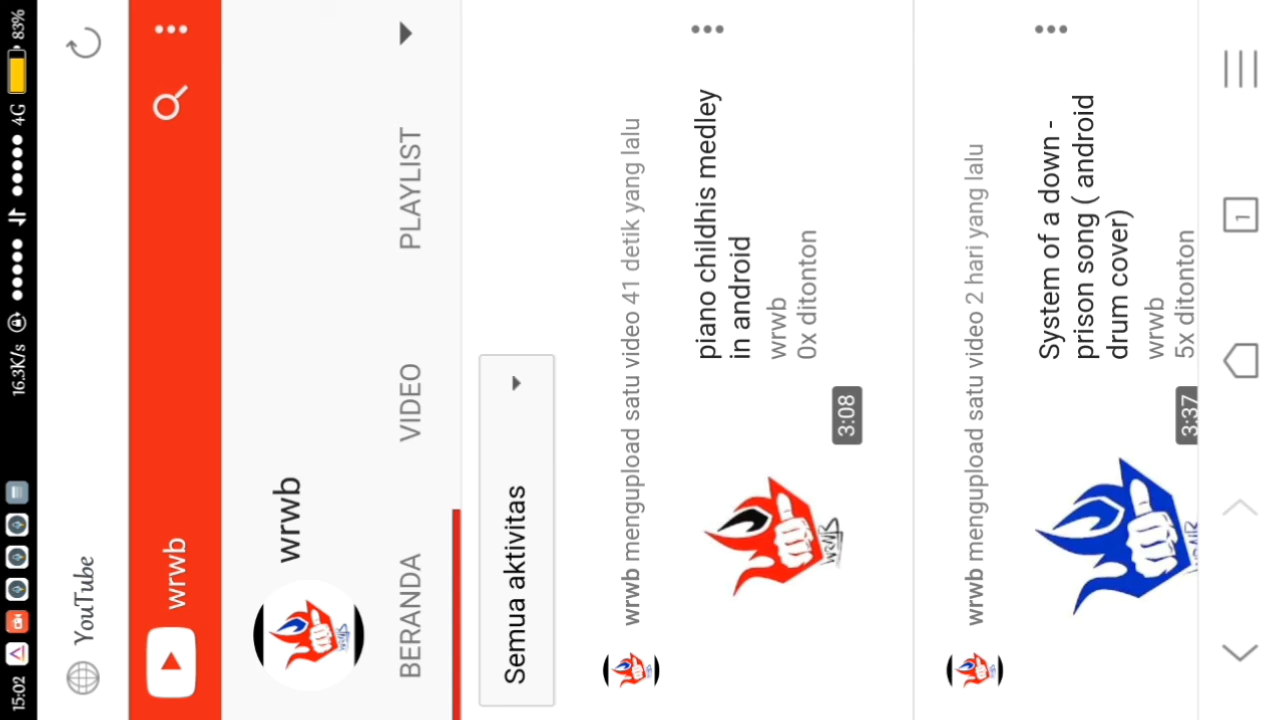 15:02 16.3K/s 4G 83%
YouTube
wrwb
wrwb
BERANDA VIDEO PLAYLIST
Semua aktivitas
wrwb mengupload satu video 41 detik yang lalu
piano childhis medley
in android
wrwb
0x ditonton
3:08
wrwb mengupload satu video 2 hari yang lalu
System of a down -
prison song ( android
drum cover)
wrwb
5x ditonton
3:37
1